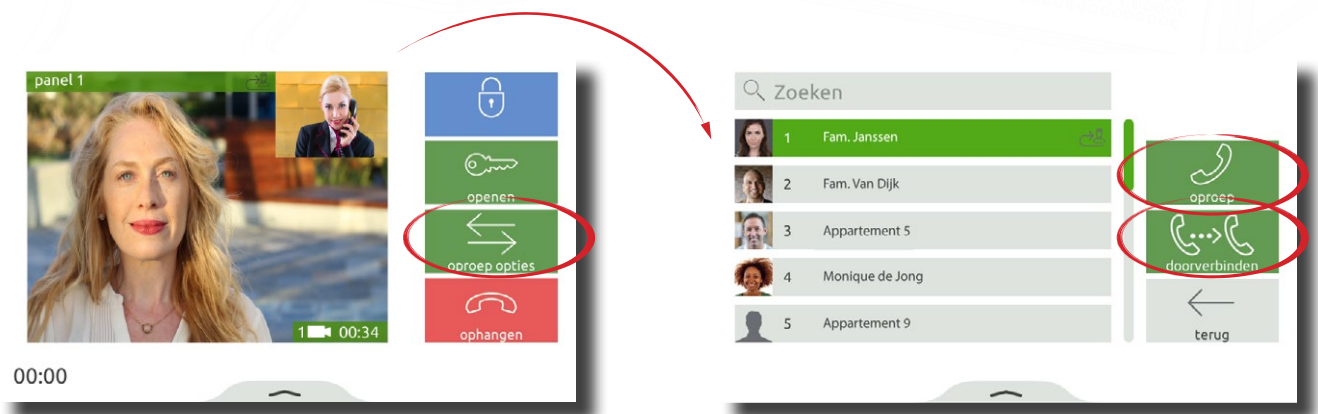 panel 1
openen
oproep opties
ophangen
1 00:34
00:00
Zoeken
1 Fam. Janssen
2 Fam. Van Dijk
3 Appartement 5
4 Monique de Jong
5 Appartement 9
oproep
doorverbinden
terug